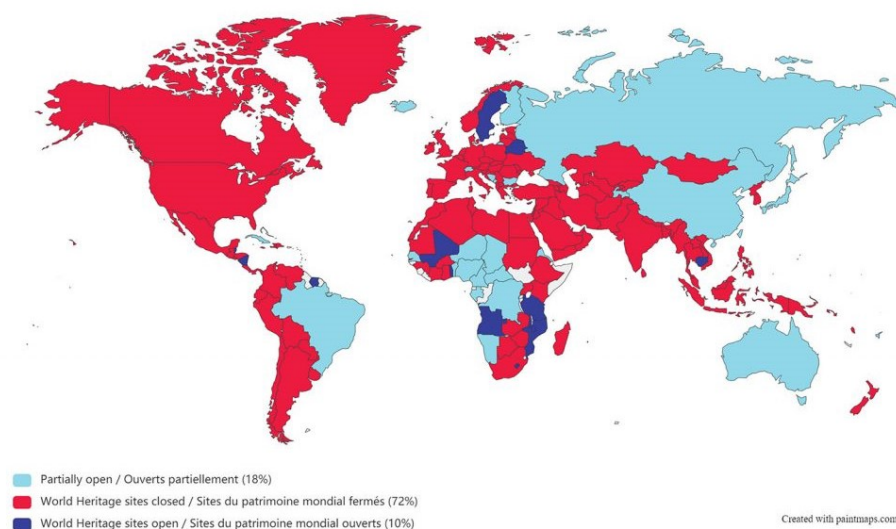 Partially open / Ouverts partiellement (18%)
World Heritage sites closed / Sites du patrimoine mondial fermés (72%)
World Heritage sites open / Sites du patrimoine mondial ouverts (10%)
Created with paintmaps.com